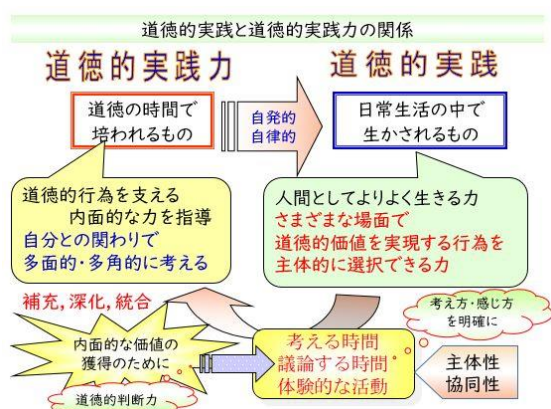 道徳的実践と道徳的実践力の関係
道徳的実践力
道徳的実践
道徳の時間で
培われるもの
自発的
自律的
日常生活の中で
生かされるもの
道徳的行為を支える
内面的な力を指導
自分との関わりで
多面的・多角的に考える
人間としてよりよく生きる力
さまざまな場面で
道徳的価値を実現する行為を
主体的に選択できる力
補充,深化,統合
考え方・感じ方
を明確に
内面的な価値の
獲得のために
考える時間
議論する時間
体験的な活動
主体性
協同性
道徳的判断力